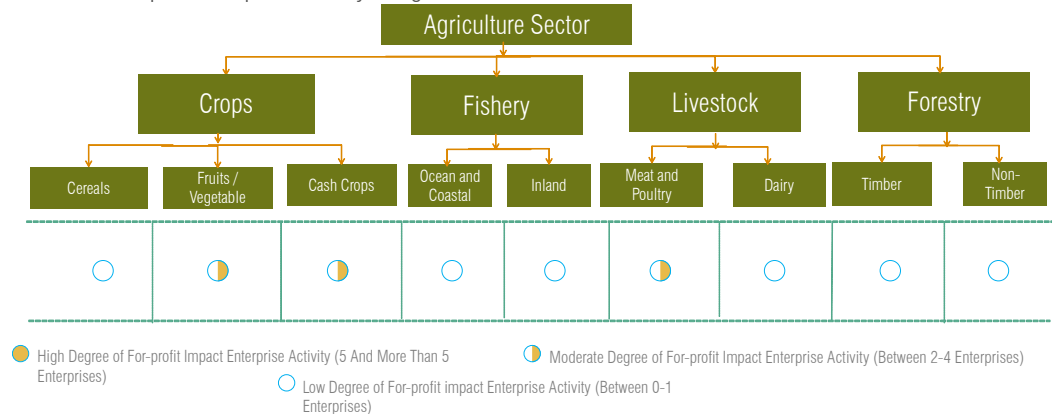 Agriculture Sector
Crops
Fishery
Livestock
Forestry
Cereals
Fruits /
Vegetable
Cash Crops
Ocean and
Coastal
Inland
Meat and
Poultry
Dairy
Timber
Non-
Timber
High Degree of For-profit Impact Enterprise Activity (5 And More Than 5
Enterprises)
Moderate Degree of For-profit Impact Enterprise Activity (Between 2-4 Enterprises)
Low Degree of For-profit impact Enterprise Activity (Between 0-1
Enterprises)